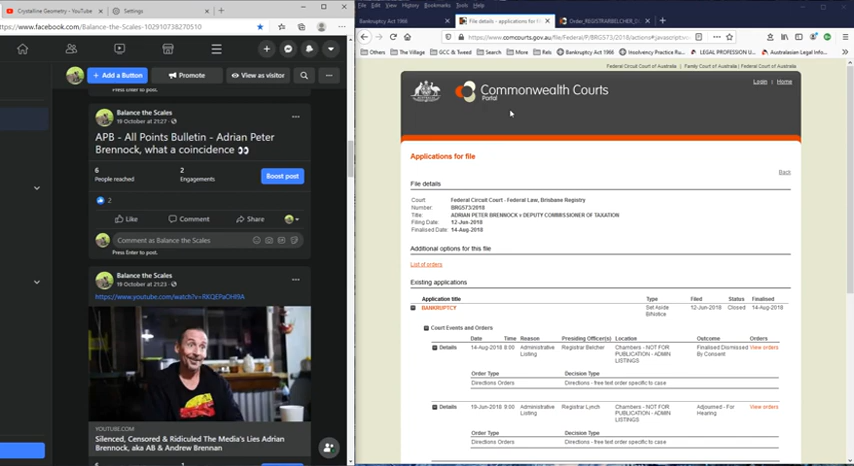 Crystalline Geometry - YouTube
Settings
https://www.facebook.com/Balance-the-Scales-102910738270510
Add a Button
Promote
View as visitor
Press Enter to post.
Balance the Scales
19 October at 21:27
APB - All Points Bulletin - Adrian Peter
Brennock, what a coincidence 👀
6
People reached
2
Engagements
Boost post
2
Like
Comment
Share
Comment as Balance the Scales
Press Enter to post.
Balance the Scales
19 October at 21:23
YOUTUBE.COM
Silenced, Censored & Ridiculed The Media's Lies Adrian
Brennock, aka AB & Andrew Brennan
File Edit View History Bookmarks Tools Help
Bankruptcy Act 1966
File details - applications for f
Others
The Village
GCC & Tweed
Search
More
Rols
Bankruptcy Act 1966
Insolvency Practice Ru
LEGAL PROFESSION U
Australasian Legal Info
Federal Circuit Court of Australia | Family Court of Australia | Federal Court of Australia
Commonwealth Courts
Portal
Login | Home
Applications for file
Back
File details
Court: Federal Circuit Court - Federal Law, Brisbane Registry
Number: BRG573/2018
Title: ADRIAN PETER BRENNOCK v DEPUTY COMMISSIONER OF TAXATION
Filing Date: 12-Jun-2018
Finalised Date: 14-Aug-2018
Additional options for this file
List of orders
Existing applications
Application title Type Filed Status Finalised
BANKRUPTCY Set Aside B/Notice 12-Jun-2018 Closed 14-Aug-2018
Court Events and Orders
Date Time Reason Presiding Officer(s) Location Outcome Orders
Details 14-Aug-2018 Administrative Listing Registrar Belcher Chambers - NOT FOR PUBLICATION - ADMIN LISTINGS Finalised Dismissed By Consent View orders
Order Type Decision Type
Directions Orders Directions - free text order specific to case
Details 19-Jun-2018 9:00 Administrative Listing Registrar Lynch Chambers - NOT FOR PUBLICATION - ADMIN LISTINGS Adjourned - For Hearing View orders
Order Type Decision Type
Directions Orders Directions - free text order specific to case